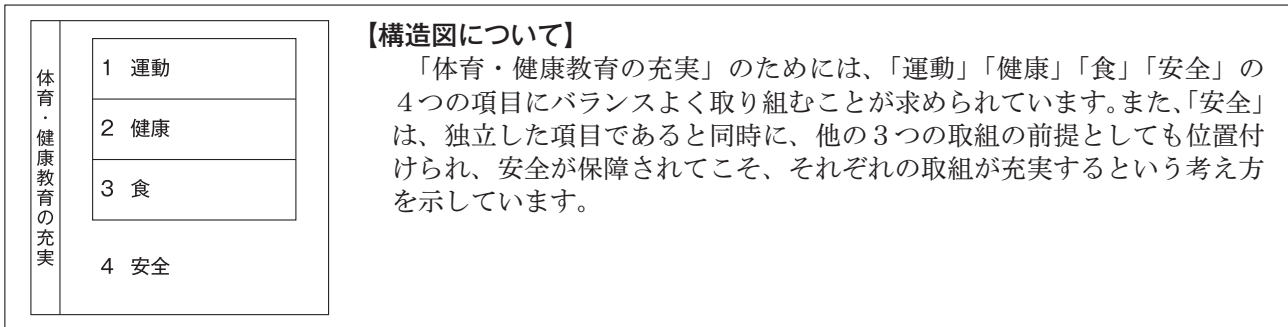 体育・健康教育の充実
1 運動
2 健康
3 食
4 安全
【構造図について】
「体育・健康教育の充実」のためには、「運動」「健康」「食」「安全」の
4つの項目にバランスよく取り組むことが求められています。また、「安全」
は、独立した項目であると同時に、他の3つの取組の前提としても位置付
けられ、安全が保障されてこそ、それぞれの取組が充実するという考え方
を示しています。